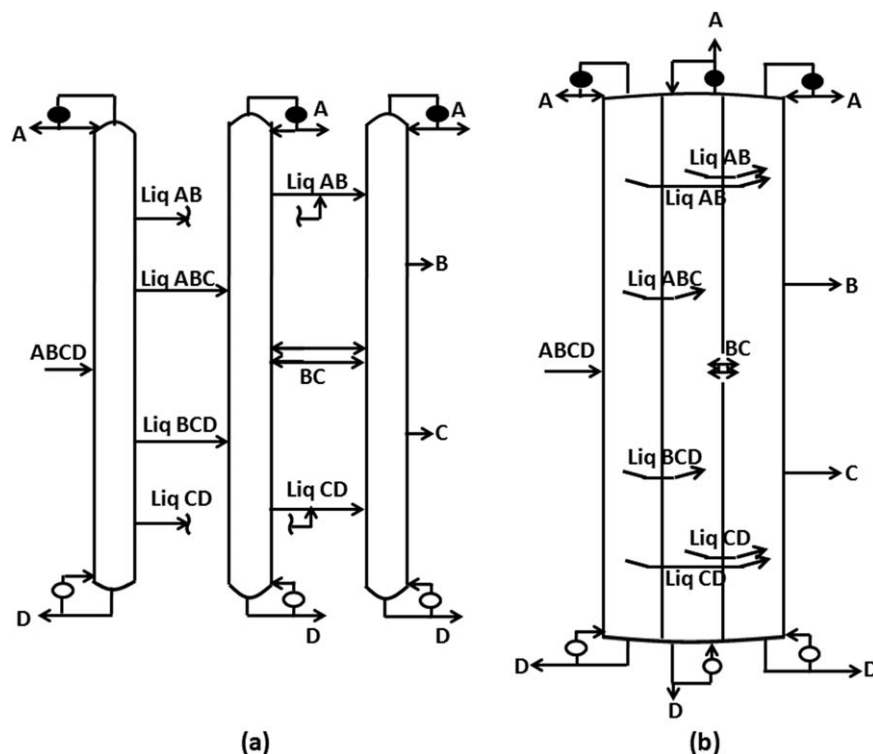 A
A
A
Liq AB
Liq AB
Liq ABC
B
ABCD
BC
Liq BCD
C
Liq CD
Liq CD
D
D
D
(a)
A
A
A
Liq AB
Liq AB
Liq ABC
B
ABCD
BC
Liq BCD
C
Liq CD
Liq CD
D
D
D
(b)